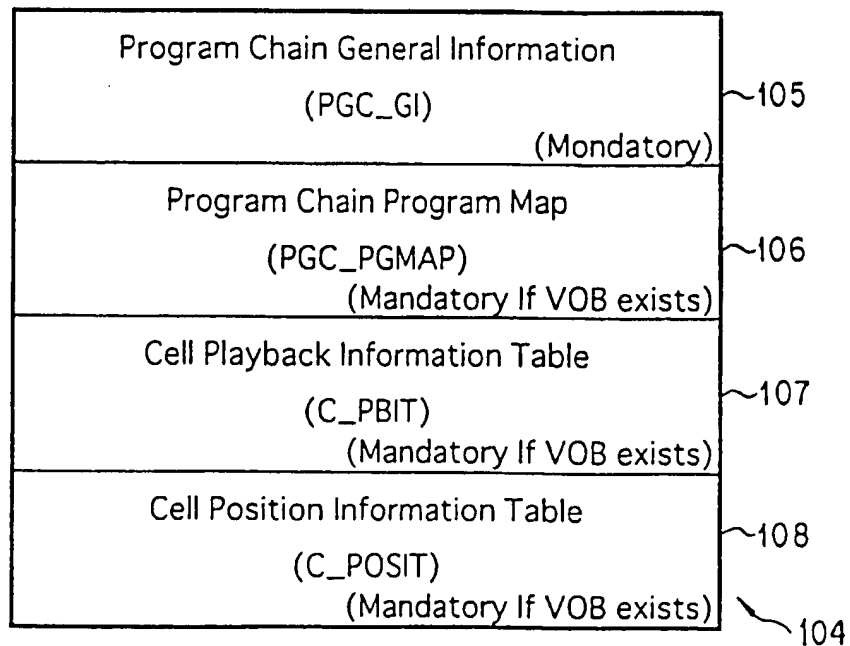 Program Chain General Information
(PGC_GI)
(Mondatory)
105
Program Chain Program Map
(PGC_PGMAP)
(Mandatory If VOB exists)
106
Cell Playback Information Table
(C_PBIT)
(Mandatory If VOB exists)
107
Cell Position Information Table
(C_POSIT)
(Mandatory If VOB exists)
108
104